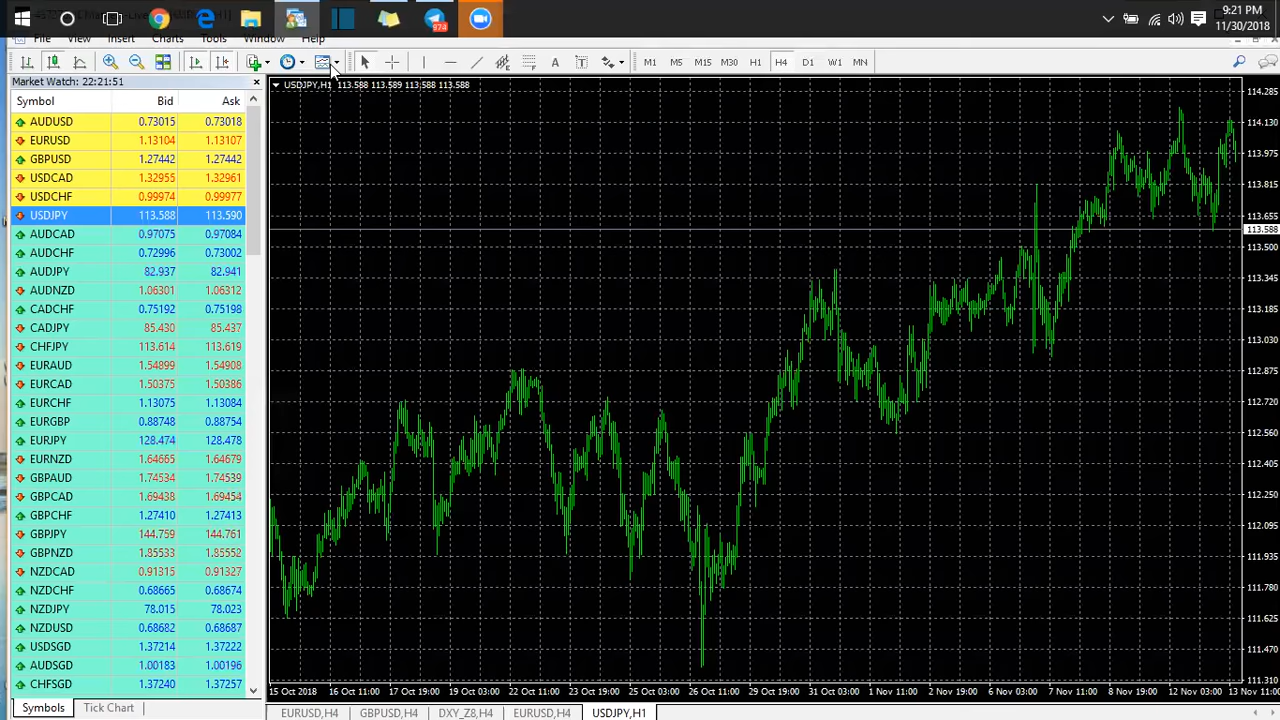 974
9:21 PM
11/30/2018
File View Insert Charts Tools Window Help
M1 M5 M15 M30 H1 H4 D1 W1 MN
Market Watch: 22:21:51
Symbol Bid Ask
AUDUSD 0.73015 0.73018
EURUSD 1.13104 1.13107
GBPUSD 1.27442 1.27442
USDCAD 1.32955 1.32961
USDCHF 0.99974 0.99977
USDJPY 113.588 113.590
AUDCAD 0.97075 0.97084
AUDCHF 0.72996 0.73002
AUDJPY 82.937 82.941
AUDNZD 1.06301 1.06312
CADCHF 0.75192 0.75198
CADJPY 85.430 85.437
CHFJPY 113.614 113.619
EURAUD 1.54899 1.54908
EURCAD 1.50375 1.50386
EURCHF 1.13075 1.13084
EURGBP 0.88748 0.88754
EURJPY 128.474 128.478
EURNZD 1.64665 1.64679
GBPAUD 1.74534 1.74539
GBPCAD 1.69438 1.69454
GBPCHF 1.27410 1.27413
GBPJPY 144.759 144.761
GBPNZD 1.85533 1.85552
NZDCAD 0.91315 0.91327
NZDCHF 0.68665 0.68674
NZDJPY 78.015 78.023
NZDUSD 0.68682 0.68687
USDSGD 1.37214 1.37222
AUDSGD 1.00183 1.00196
CHFSGD 1.37240 1.37257
Symbols Tick Chart
USDJPY,H1 113.588 113.589 113.588 113.588
114.285
114.130
113.975
113.815
113.655
113.588
113.500
113.345
113.185
113.030
112.875
112.720
112.560
112.405
112.250
112.095
111.935
111.780
111.625
111.470
111.310
15 Oct 2018 16 Oct 11:00 17 Oct 19:00 19 Oct 03:00 22 Oct 11:00 23 Oct 19:00 25 Oct 03:00 26 Oct 11:00 29 Oct 19:00 31 Oct 03:00 1 Nov 11:00 2 Nov 19:00 6 Nov 03:00 7 Nov 11:00 8 Nov 19:00 12 Nov 03:00 13 Nov 11:00
EURUSD,H4 GBPUSD,H4 DXY_Z8,H4 EURUSD,H4 USDJPY,H1